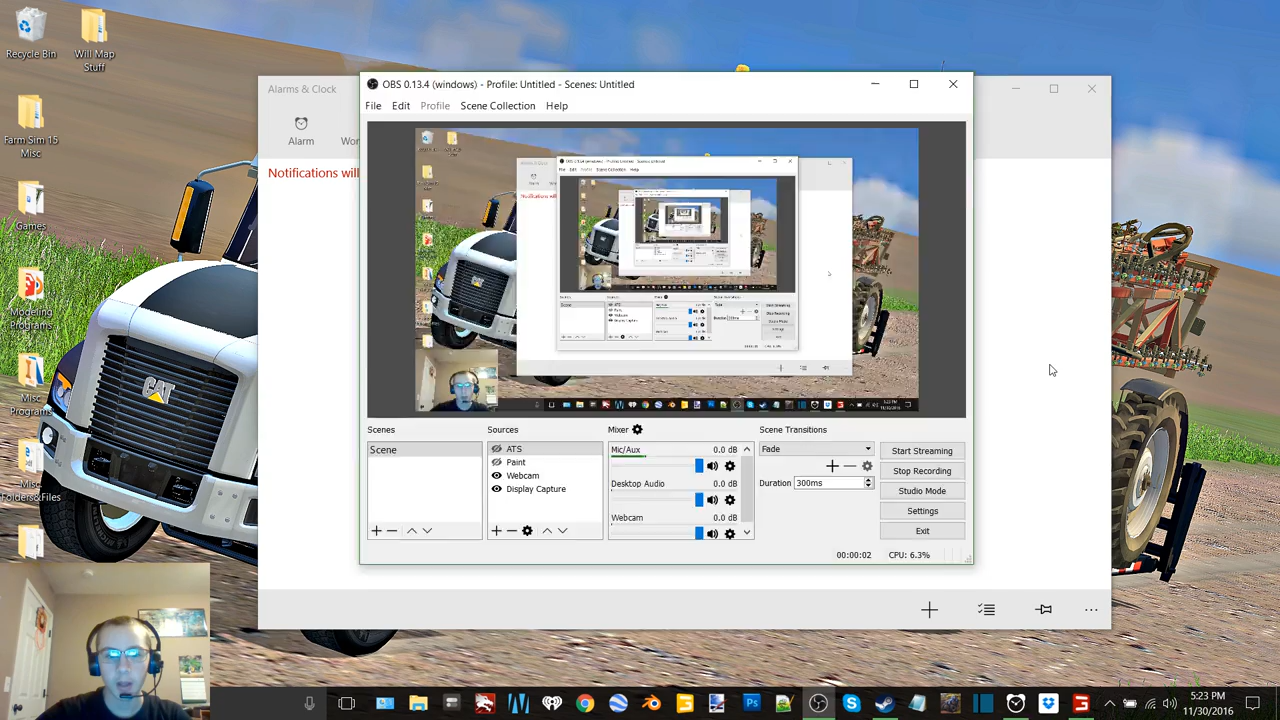 Recycle Bin
Will Map
Stuff
Farm Sim 15
Misc
Games
Programs
Misc
Programs
Misc
Folders&Files
Alarms & Clock
Alarm
Wor
Notifications will
OBS 0.13.4 (windows) - Profile: Untitled - Scenes: Untitled
File Edit Profile Scene Collection Help
CAT
Scenes
Scene
Sources
ATS
Paint
Webcam
Display Capture
Mixer
Mic/Aux 0.0 dB
Desktop Audio 0.0 dB
Webcam 0.0 dB
Scene Transitions
Fade
Duration 300ms
Start Streaming
Stop Recording
Studio Mode
Settings
Exit
00:00:02 CPU: 6.3%
5:23 PM
11/30/2016